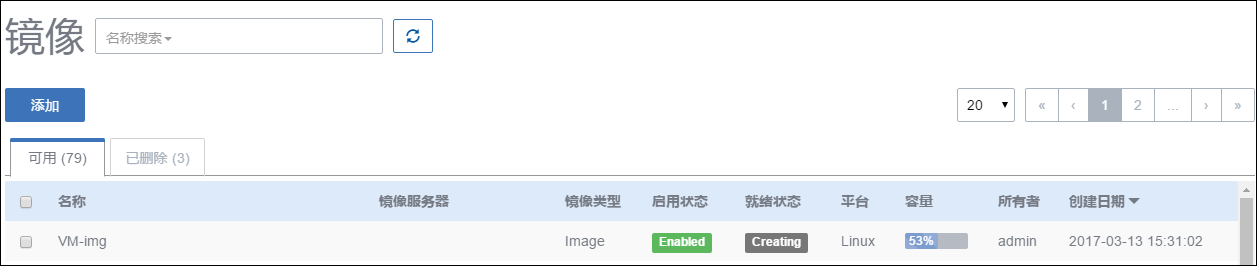 镜像 名称搜索
添加 20 « ‹ 1 2 ... › »
可用 (79) 已删除 (3)
名称 镜像服务器 镜像类型 启用状态 就绪状态 平台 容量 所有者 创建日期
VM-img Image Enabled Creating Linux 53% admin 2017-03-13 15:31:02